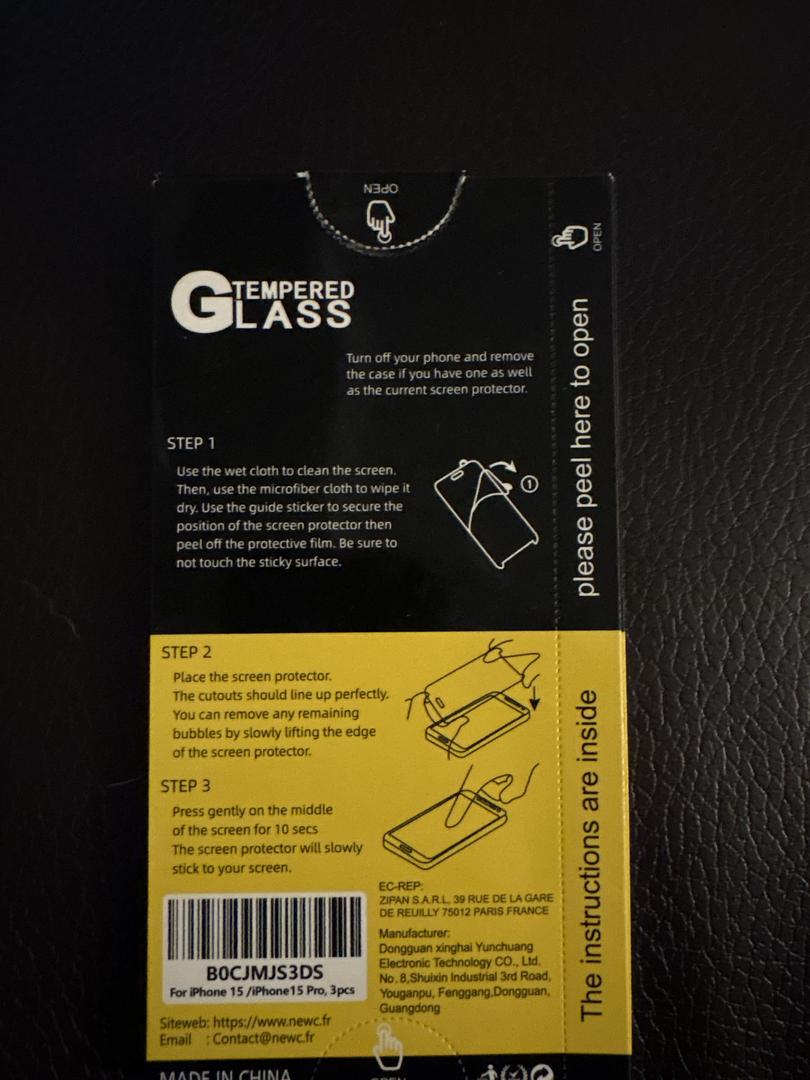 OPEN
OPEN
TEMPERED
GLASS
Turn off your phone and remove
the case if you have one as well
as the current screen protector.
STEP 1
Use the wet cloth to clean the screen.
Then, use the microfiber cloth to wipe it
dry. Use the guide sticker to secure the
position of the screen protector then
peel off the protective film. Be sure to
not touch the sticky surface.
1
please peel here to open
STEP 2
Place the screen protector.
The cutouts should line up perfectly.
You can remove any remaining
bubbles by slowly lifting the edge
of the screen protector.
STEP 3
Press gently on the middle
of the screen for 10 secs
The screen protector will slowly
stick to your screen.
The instructions are inside
EC-REP:
ZIPAN S.A.R.L, 39 RUE DE LA GARE
DE REUILLY 75012 PARIS FRANCE
Manufacturer:
Dongguan xinghai Yunchuang
Electronic Technology CO., Ltd.
No.8,Shuixin Industrial 3rd Road,
Youganpu, Fenggang,Dongguan,
Guangdong
B0CJMJS3DS
For iPhone 15 /iPhone15 Pro, 3pcs
Siteweb: https://www.newc.fr
Email : Contact@newc.fr
MADE IN CHINA
OPEN